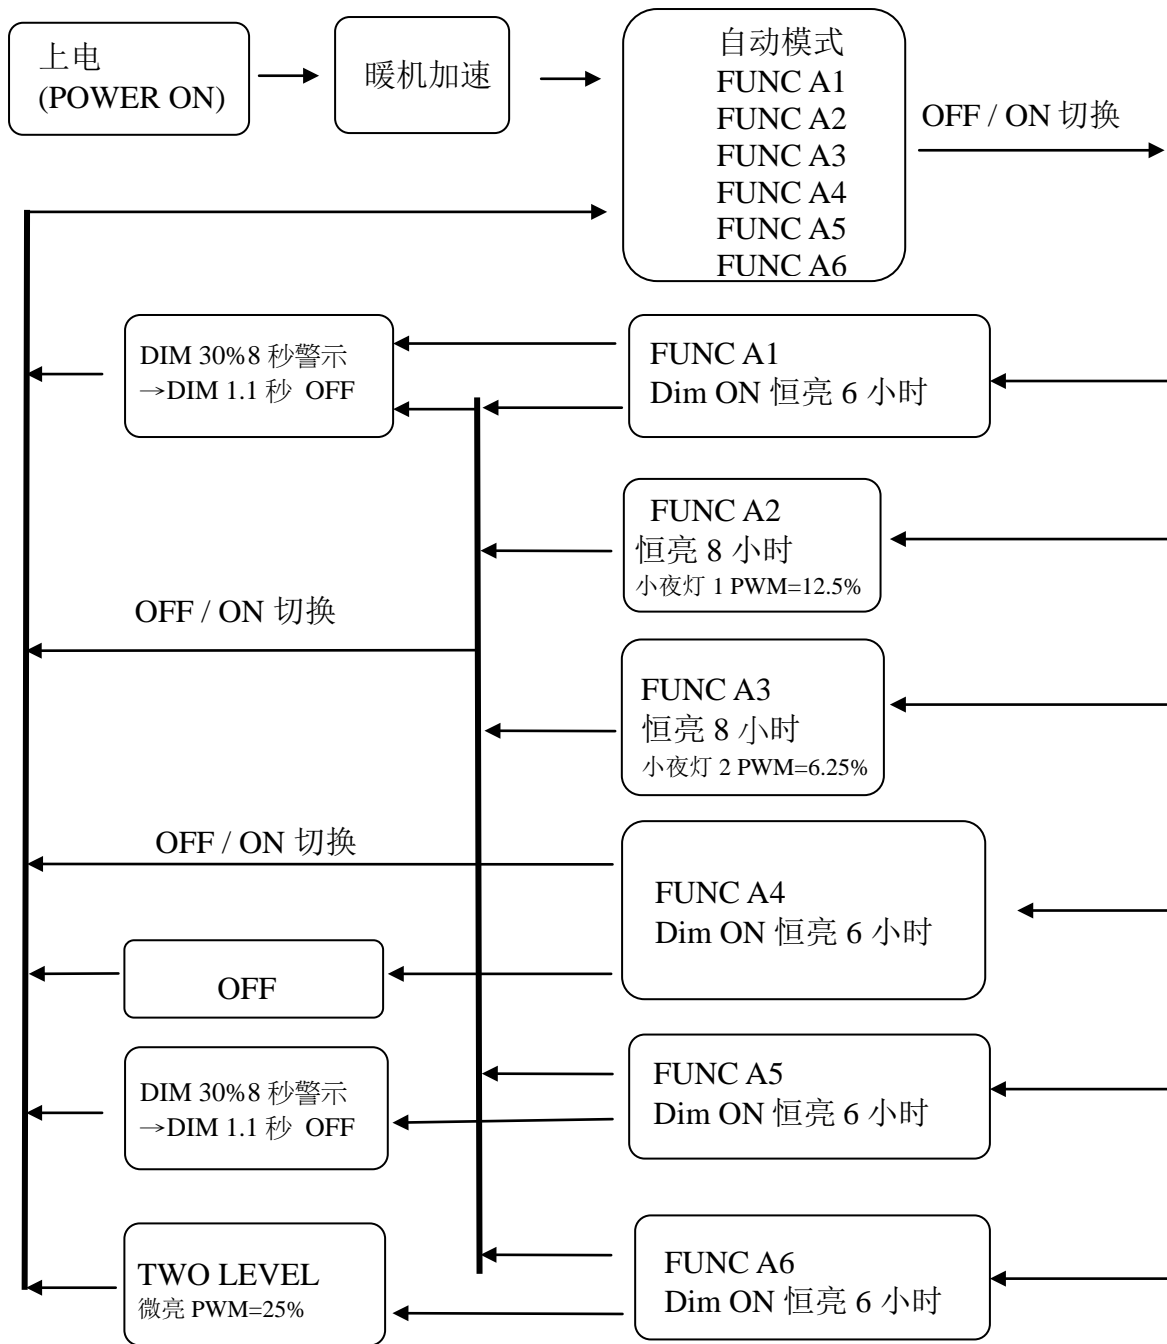 上电
(POWER ON)
暖机加速
自动模式
FUNC A1
FUNC A2
FUNC A3
FUNC A4
FUNC A5
FUNC A6
OFF / ON 切换
DIM 30%8 秒警示
→DIM 1.1 秒 OFF
FUNC A1
Dim ON 恒亮 6 小时
FUNC A2
恒亮 8 小时
小夜灯 1 PWM=12.5%
OFF / ON 切换
FUNC A3
恒亮 8 小时
小夜灯 2 PWM=6.25%
OFF / ON 切换
FUNC A4
Dim ON 恒亮 6 小时
OFF
DIM 30%8 秒警示
→DIM 1.1 秒 OFF
FUNC A5
Dim ON 恒亮 6 小时
TWO LEVEL
微亮 PWM=25%
FUNC A6
Dim ON 恒亮 6 小时